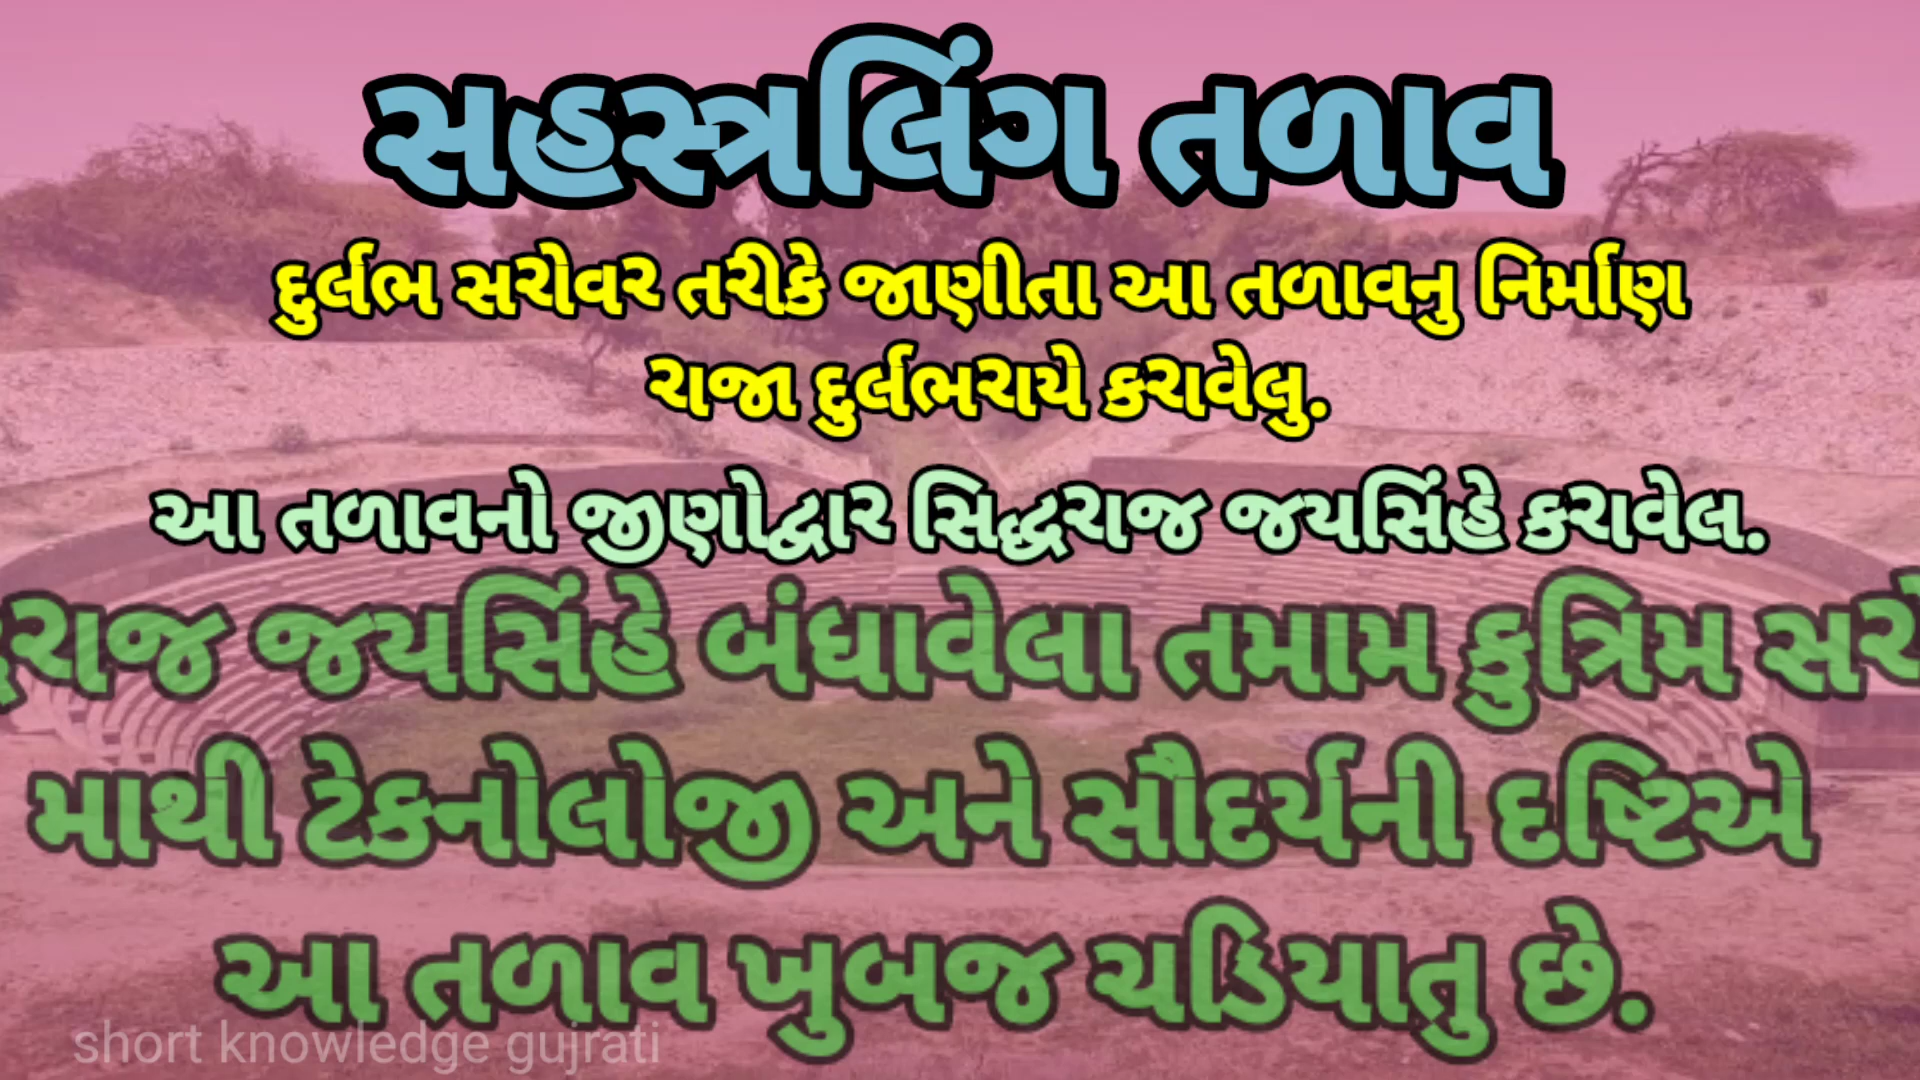 સહસ્ત્રલિંગ તળાવ
દુર્લભ સરોવર તરીકે જાણીતા આ તળાવનુ નિર્માણ
રાજા દુર્લભરાયે કરાવેલુ.
આ તળાવનો જીણોદ્વાર સિદ્ધરાજ જયસિંહે કરાવેલ.
જયસિંહે બંધાવેલા તમામ કુત્રિમ
માથી ટેકનોલોજી અને સૌદર્યની દષ્ટિએ
આ તળાવ ખુબજ ચડિયાતુ છે.
short knowledge gujrati